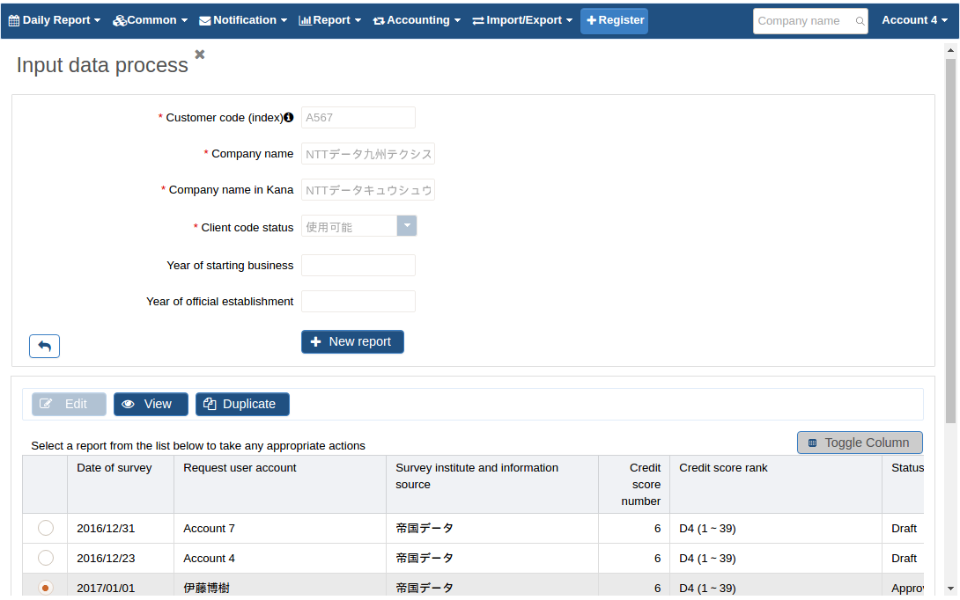 Daily Report Common Notification Report Accounting Import/Export Register Company name Account 4
Input data process
* Customer code (index) A567
* Company name NTTデータ九州テクシス
* Company name in Kana NTTデータキュウシュウ
* Client code status 使用可能
Year of starting business
Year of official establishment
New report
Edit View Duplicate
Select a report from the list below to take any appropriate actions Toggle Column
Date of survey Request user account Survey institute and information source Credit score number Credit score rank Status
2016/12/31 Account 7 帝国データ 6 D4 (1 ~ 39) Draft
2016/12/23 Account 4 帝国データ 6 D4 (1 ~ 39) Draft
2017/01/01 伊藤博樹 帝国データ 6 D4 (1 ~ 39) Appro